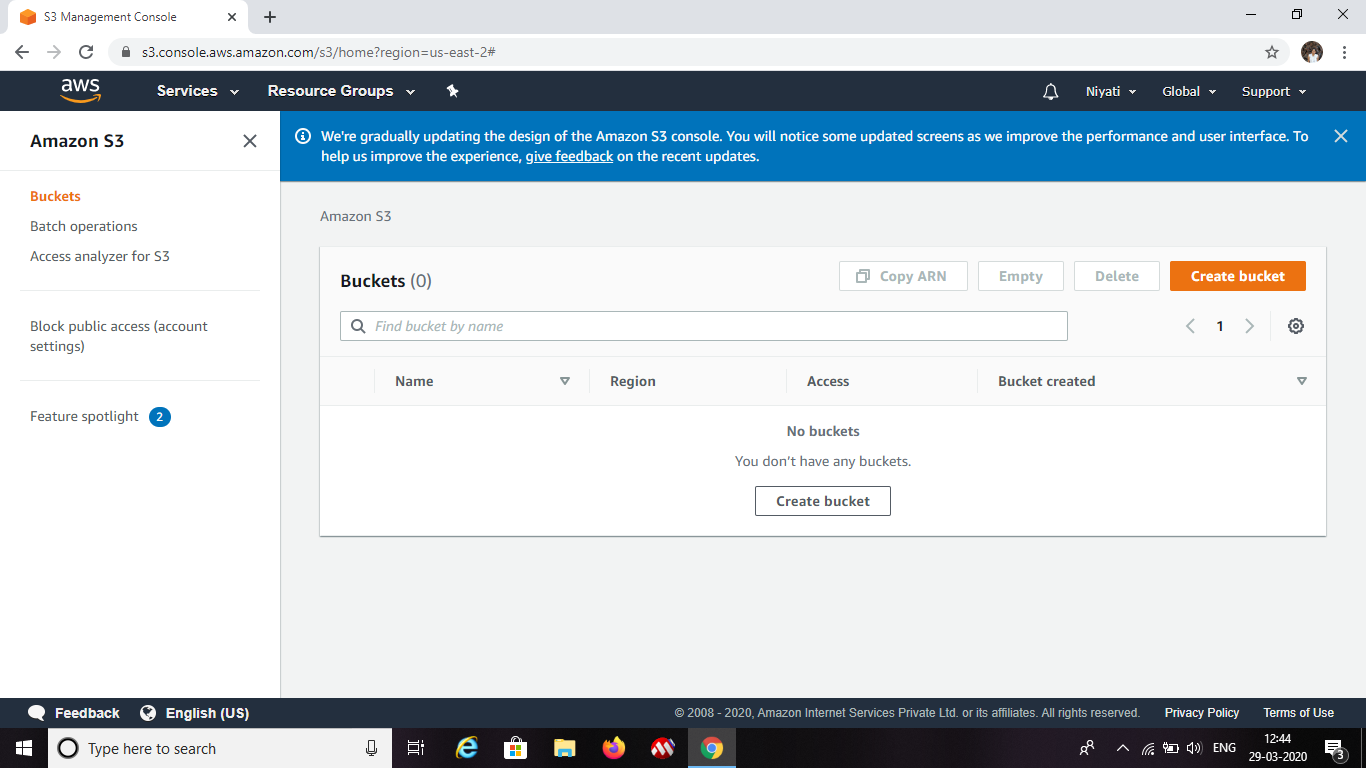 S3 Management Console
s3.console.aws.amazon.com/s3/home?region=us-east-2#
aws
Services
Resource Groups
Niyati
Global
Support
Amazon S3
Buckets
Batch operations
Access analyzer for S3
Block public access (account
settings)
Feature spotlight 2
We're gradually updating the design of the Amazon S3 console. You will notice some updated screens as we improve the performance and user interface. To
help us improve the experience, give feedback on the recent updates.
Amazon S3
Buckets (0)
Copy ARN
Empty
Delete
Create bucket
Find bucket by name
1
Name
Region
Access
Bucket created
No buckets
You don't have any buckets.
Create bucket
Feedback
English (US)
© 2008 - 2020, Amazon Internet Services Private Ltd. or its affiliates. All rights reserved.
Privacy Policy
Terms of Use
Type here to search
ENG
12:44
29-03-2020
3